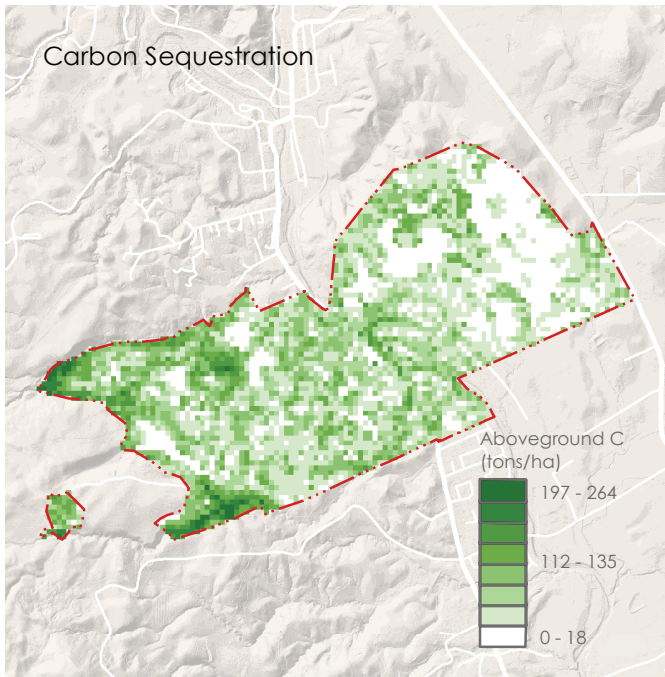 Carbon Sequestration
Aboveground C
(tons/ha)
197 - 264
112 - 135
0 - 18